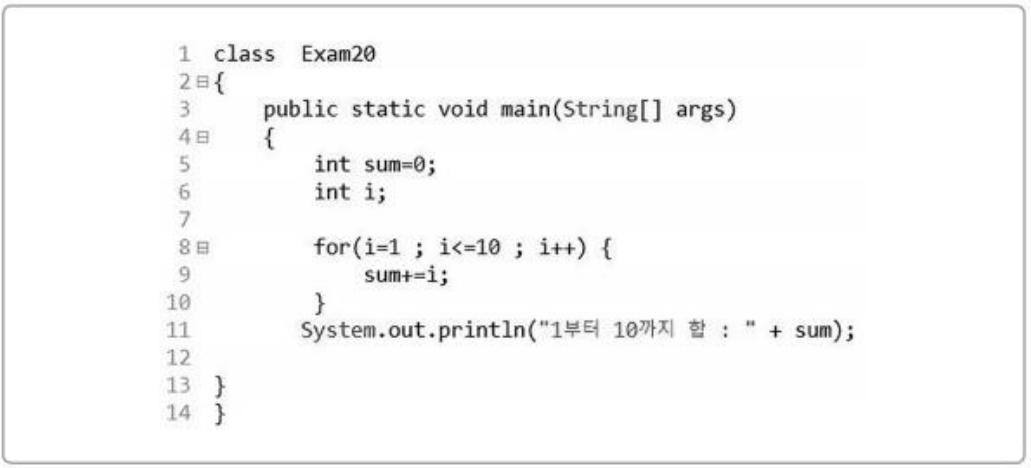 1 class  Exam20
2 {
3     public static void main(String[] args)
4     {
5         int sum=0;
6         int i;
7
8         for(i=1 ; i<=10 ; i++) {
9             sum+=i;
10         }
11        System.out.println("1부터 10까지 합 : " + sum);
12
13 }
14 }